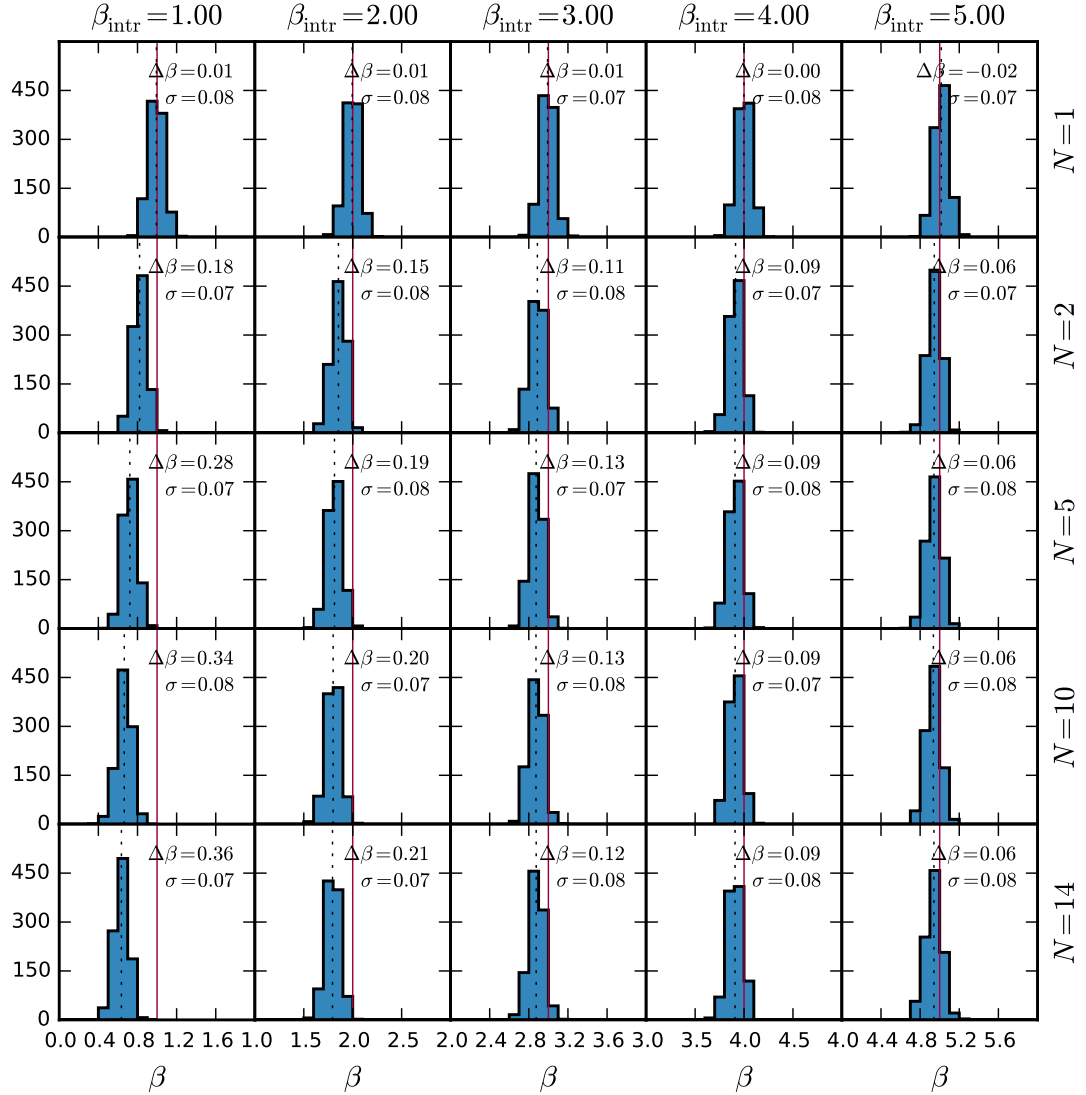 β_intr=1.00 β_intr=2.00 β_intr=3.00 β_intr=4.00 β_intr=5.00
Δβ=0.01 Δβ=0.01 Δβ=0.01 Δβ=0.00 Δβ=−0.02
σ=0.08 σ=0.08 σ=0.07 σ=0.08 σ=0.07
450
300
150
0
N=1
Δβ=0.18 Δβ=0.15 Δβ=0.11 Δβ=0.09 Δβ=0.06
σ=0.07 σ=0.08 σ=0.08 σ=0.07 σ=0.07
450
300
150
0
N=2
Δβ=0.28 Δβ=0.19 Δβ=0.13 Δβ=0.09 Δβ=0.06
σ=0.07 σ=0.08 σ=0.07 σ=0.08 σ=0.08
450
300
150
0
N=5
Δβ=0.34 Δβ=0.20 Δβ=0.13 Δβ=0.09 Δβ=0.06
σ=0.08 σ=0.07 σ=0.08 σ=0.07 σ=0.08
450
300
150
0
N=10
Δβ=0.36 Δβ=0.21 Δβ=0.12 Δβ=0.09 Δβ=0.06
σ=0.07 σ=0.07 σ=0.08 σ=0.08 σ=0.08
450
300
150
0
N=14
0.0 0.4 0.8 1.2 1.6 1.0 1.5 2.0 2.5 2.0 2.4 2.8 3.2 3.6 3.0 3.5 4.0 4.5 4.0 4.4 4.8 5.2 5.6
β β β β β